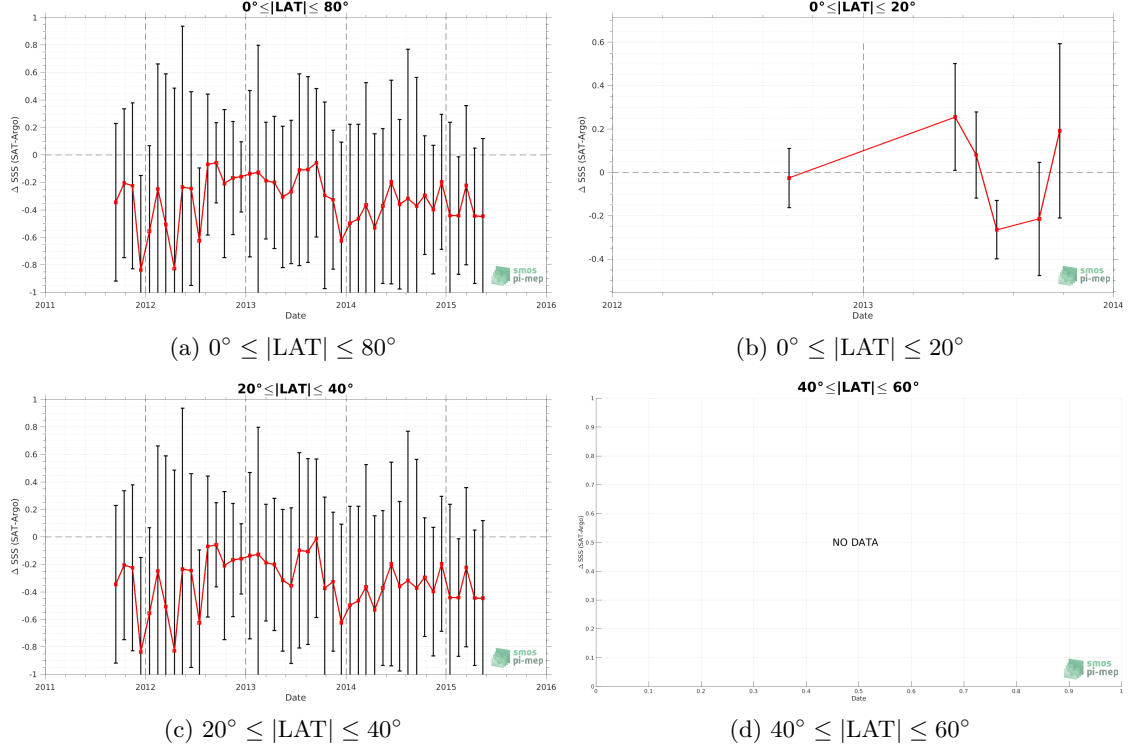 0°≤|LAT|≤ 80°
1
0.8
0.6
0.4
0.2
0
-0.2
-0.4
-0.6
-0.8
-1
Δ SSS (SAT-Argo)
2011
2012
2013
2014
2015
2016
Date
smos
pi-mep
(a) 0° ≤ |LAT| ≤ 80°
0°≤|LAT|≤ 20°
0.6
0.4
0.2
0
-0.2
-0.4
Δ SSS (SAT-Argo)
2012
2013
2014
Date
smos
pi-mep
(b) 0° ≤ |LAT| ≤ 20°
20°≤|LAT|≤ 40°
1
0.8
0.6
0.4
0.2
0
-0.2
-0.4
-0.6
-0.8
-1
Δ SSS (SAT-Argo)
2011
2012
2013
2014
2015
2016
Date
smos
pi-mep
(c) 20° ≤ |LAT| ≤ 40°
40°≤|LAT|≤ 60°
1
0.9
0.8
0.7
0.6
0.5
0.4
0.3
0.2
0.1
0
Δ SSS (SAT-Argo)
NO DATA
0
0.1
0.2
0.3
0.4
0.5
0.6
0.7
0.8
0.9
1
Date
smos
pi-mep
(d) 40° ≤ |LAT| ≤ 60°